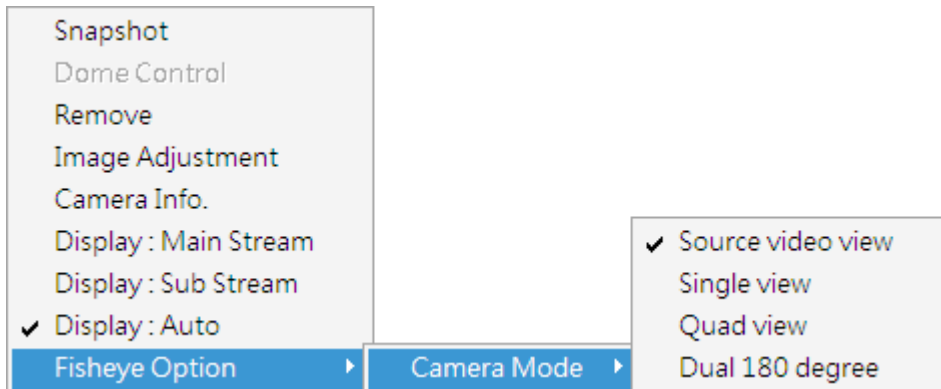 Snapshot
Dome Control
Remove
Image Adjustment
Camera Info.
Display : Main Stream
Display : Sub Stream
Display : Auto
Fisheye Option
Camera Mode
Source video view
Single view
Quad view
Dual 180 degree